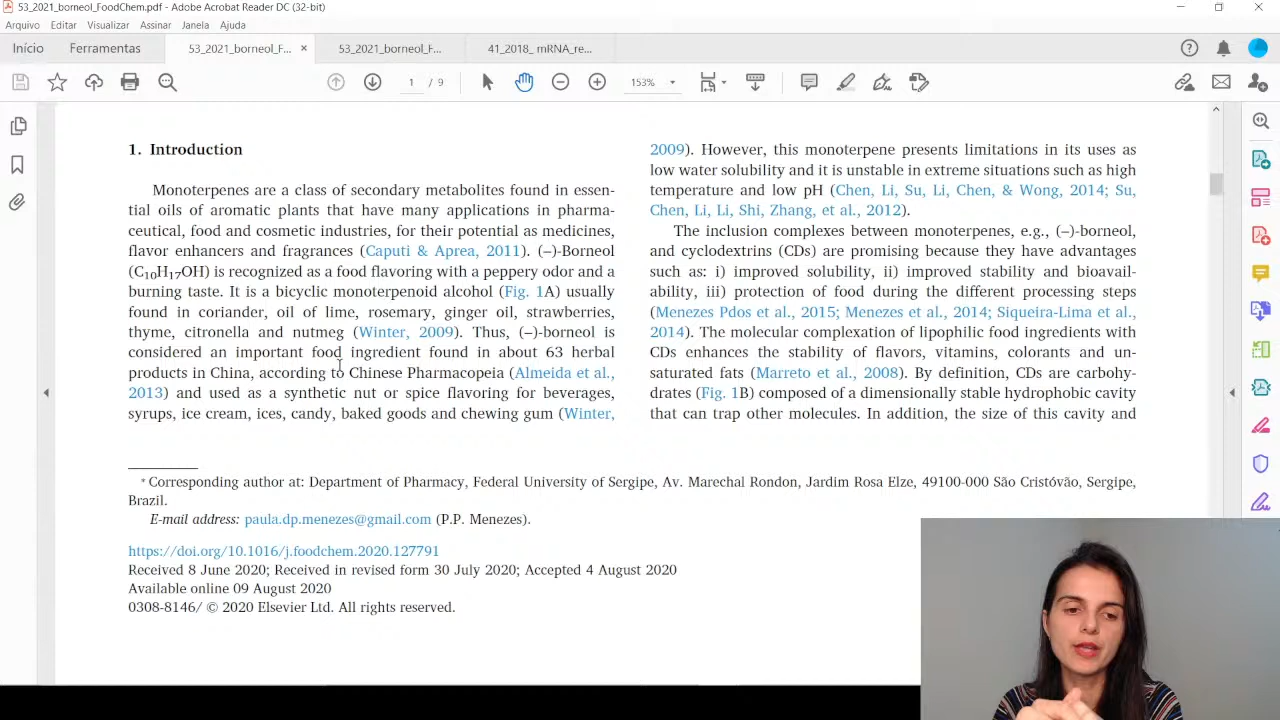 53_2021_borneol_FoodChem.pdf - Adobe Acrobat Reader DC (32-bit)
Arquivo Editar Visualizar Assinar Janela Ajuda
Início Ferramentas 53_2021_borneol_F... × 53_2021_borneol_F... 41_2018_ mRNA_re...
1 / 9 153%
1. Introduction
Monoterpenes are a class of secondary metabolites found in essen-
tial oils of aromatic plants that have many applications in pharma-
ceutical, food and cosmetic industries, for their potential as medicines,
flavor enhancers and fragrances (Caputi & Aprea, 2011). (–)-Borneol
(C₁₀H₁₇OH) is recognized as a food flavoring with a peppery odor and a
burning taste. It is a bicyclic monoterpenoid alcohol (Fig. 1A) usually
found in coriander, oil of lime, rosemary, ginger oil, strawberries,
thyme, citronella and nutmeg (Winter, 2009). Thus, (–)-borneol is
considered an important food ingredient found in about 63 herbal
products in China, according to Chinese Pharmacopeia (Almeida et al.,
2013) and used as a synthetic nut or spice flavoring for beverages,
syrups, ice cream, ices, candy, baked goods and chewing gum (Winter,
2009). However, this monoterpene presents limitations in its uses as
low water solubility and it is unstable in extreme situations such as high
temperature and low pH (Chen, Li, Su, Li, Chen, & Wong, 2014; Su,
Chen, Li, Li, Shi, Zhang, et al., 2012).
The inclusion complexes between monoterpenes, e.g., (–)-borneol,
and cyclodextrins (CDs) are promising because they have advantages
such as: i) improved solubility, ii) improved stability and bioavail-
ability, iii) protection of food during the different processing steps
(Menezes Pdos et al., 2015; Menezes et al., 2014; Siqueira-Lima et al.,
2014). The molecular complexation of lipophilic food ingredients with
CDs enhances the stability of flavors, vitamins, colorants and un-
saturated fats (Marreto et al., 2008). By definition, CDs are carbohy-
drates (Fig. 1B) composed of a dimensionally stable hydrophobic cavity
that can trap other molecules. In addition, the size of this cavity and
* Corresponding author at: Department of Pharmacy, Federal University of Sergipe, Av. Marechal Rondon, Jardim Rosa Elze, 49100-000 São Cristóvão, Sergipe,
Brazil.
E-mail address: paula.dp.menezes@gmail.com (P.P. Menezes).
https://doi.org/10.1016/j.foodchem.2020.127791
Received 8 June 2020; Received in revised form 30 July 2020; Accepted 4 August 2020
Available online 09 August 2020
0308-8146/ © 2020 Elsevier Ltd. All rights reserved.